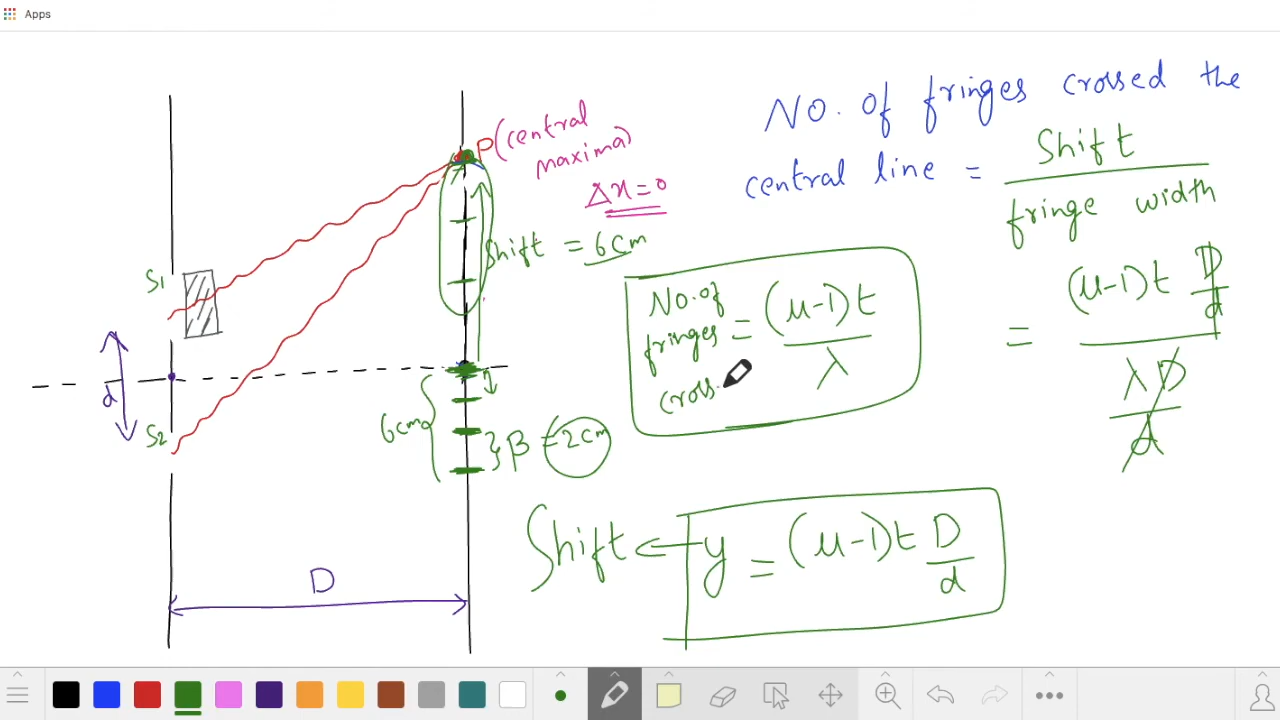 Apps
NO. of fringes crossed the
central line = Shift / fringe width
= (μ-1)t D/d / λD/d
P(central
maxima)
Δx=0
Shift = 6cm
S1
d
S2
6cm
β = 2cm
No. of
fringes = (μ-1)t / λ
cross.
Shift ← y = (μ-1)t D/d
D